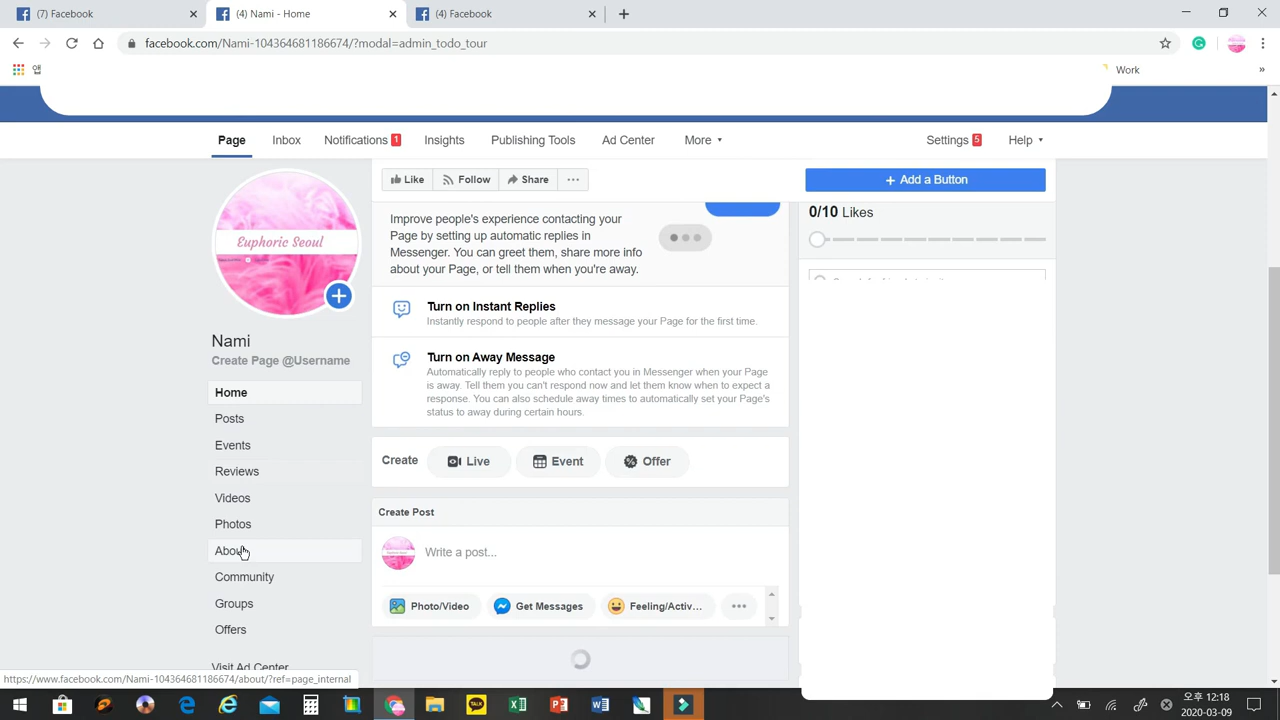 (7) Facebook
(4) Nami - Home
(4) Facebook
facebook.com/Nami-104364681186674/?modal=admin_todo_tour
Work
Page
Inbox
Notifications 1
Insights
Publishing Tools
Ad Center
More
Settings 5
Help
Like
Follow
Share
+ Add a Button
Euphoric Seoul
Improve people's experience contacting your
Page by setting up automatic replies in
Messenger. You can greet them, share more info
about your Page, or tell them when you're away.
0/10 Likes
Turn on Instant Replies
Instantly respond to people after they message your Page for the first time.
Turn on Away Message
Automatically reply to people who contact you in Messenger when your Page
is away. Tell them you can't respond now and let them know when to expect a
response. You can also schedule away times to automatically set your Page's
status to away during certain hours.
Nami
Create Page @Username
Home
Posts
Events
Reviews
Videos
Photos
About
Community
Groups
Offers
Visit Ad Center
Create
Live
Event
Offer
Create Post
Write a post...
Photo/Video
Get Messages
Feeling/Activ...
https://www.facebook.com/Nami-104364681186674/about/?ref=page_internal
TALK
오후 12:18
2020-03-09